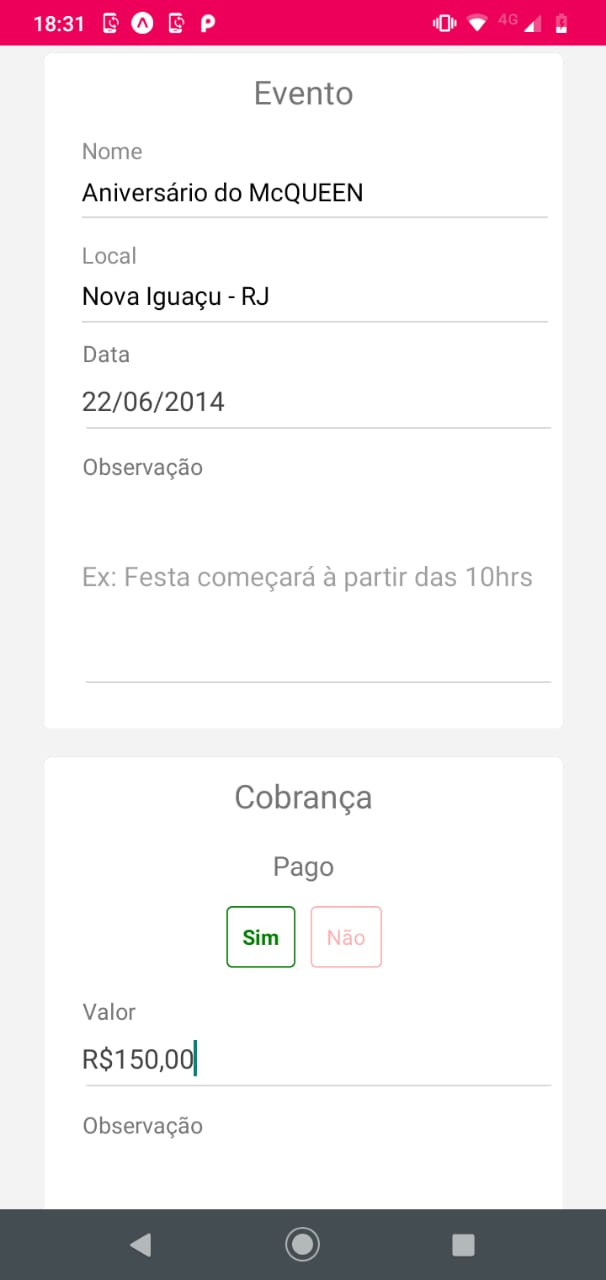 18:31
4G
Evento
Nome
Aniversário do McQUEEN
Local
Nova Iguaçu - RJ
Data
22/06/2014
Observação
Ex: Festa começará à partir das 10hrs
Cobrança
Pago
Sim Não
Valor
R$150,00
Observação